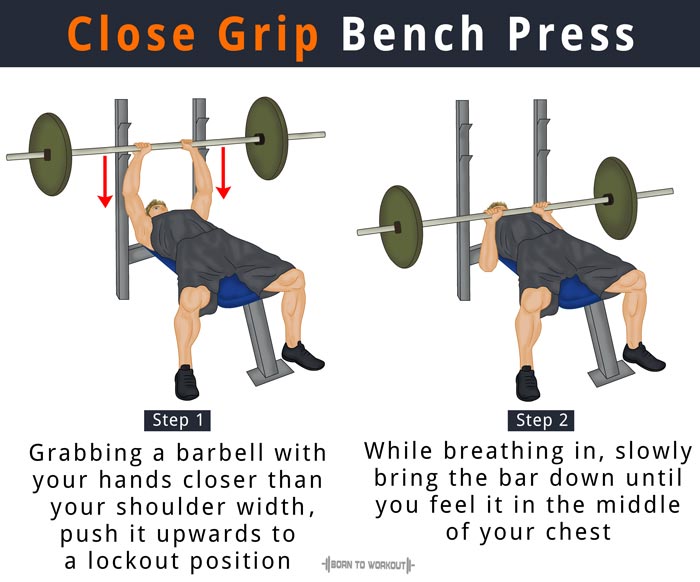 Close Grip Bench Press
Step 1
Grabbing a barbell with
your hands closer than
your shoulder width,
push it upwards to
a lockout position
Step 2
While breathing in, slowly
bring the bar down until
you feel it in the middle
of your chest
BORN TO WORKOUT